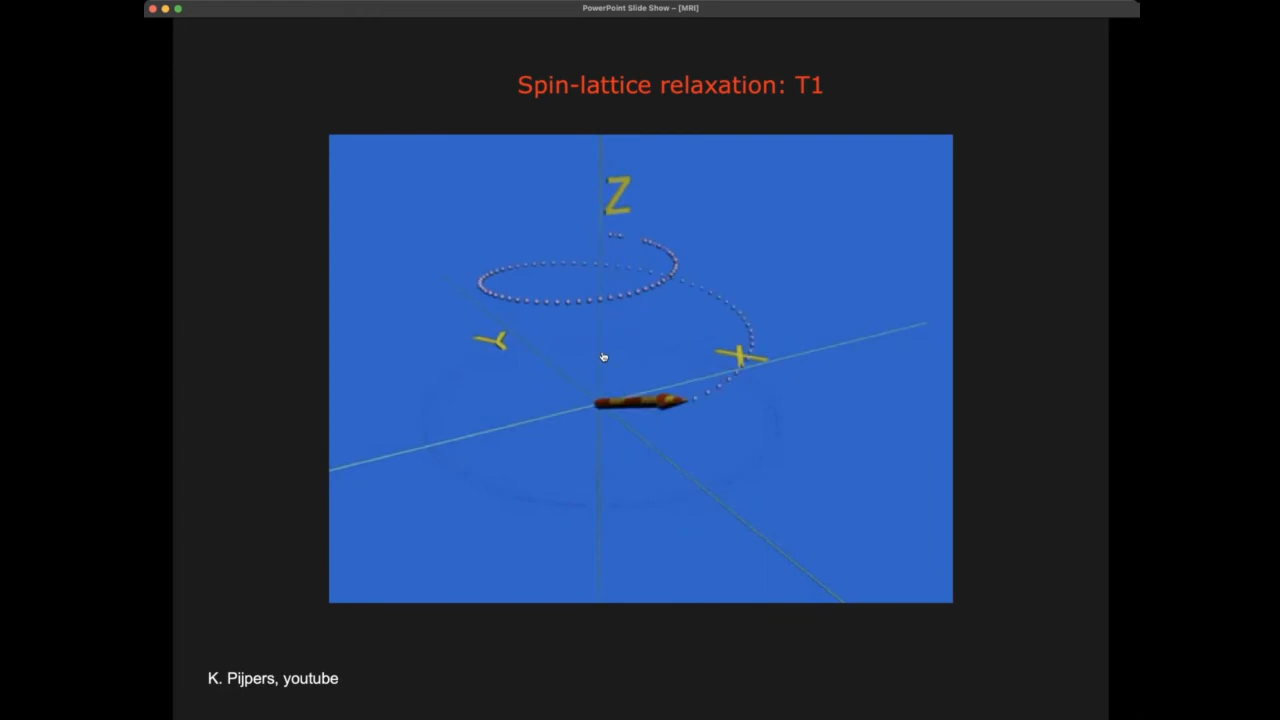 PowerPoint Slide Show – [MRI]
Spin-lattice relaxation: T1
Z
Y
X
K. Pijpers, youtube